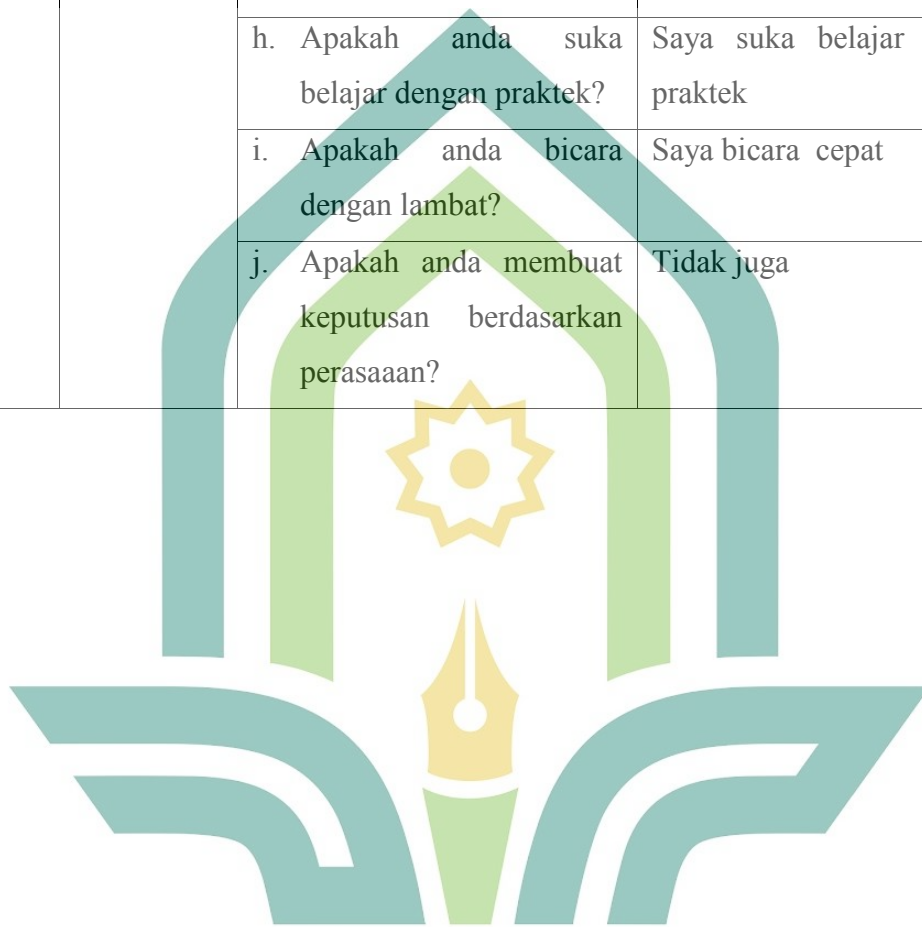 h. Apakah anda suka belajar dengan praktek?
Saya suka belajar praktek
i. Apakah anda bicara dengan lambat?
Saya bicara cepat
j. Apakah anda membuat keputusan berdasarkan perasaaan?
Tidak juga